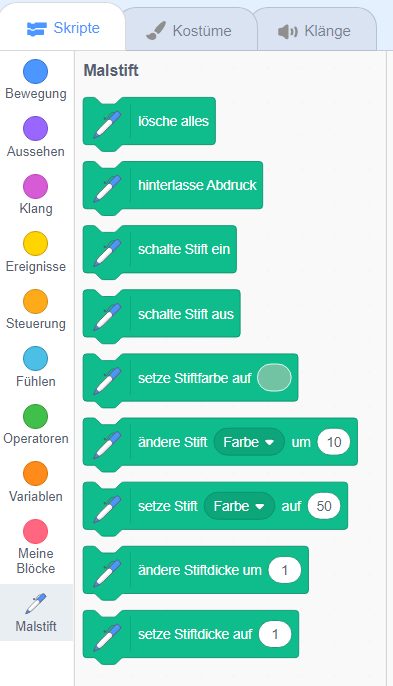 Skripte Kostüme Klänge
Bewegung
Aussehen
Klang
Ereignisse
Steuerung
Fühlen
Operatoren
Variablen
Meine
Blöcke
Malstift
Malstift
lösche alles
hinterlasse Abdruck
schalte Stift ein
schalte Stift aus
setze Stiftfarbe auf
ändere Stift Farbe um 10
setze Stift Farbe auf 50
ändere Stiftdicke um 1
setze Stiftdicke auf 1